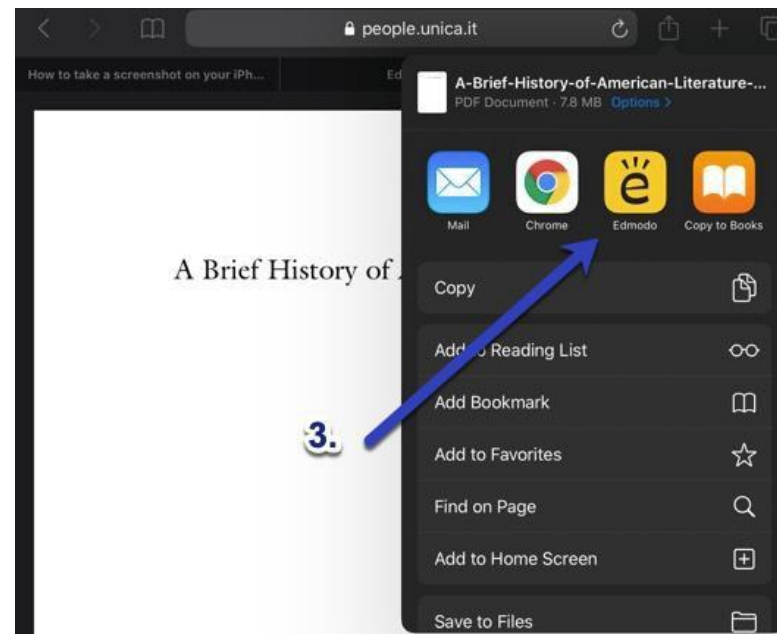 people.unica.it
How to take a screenshot on your iPh...
Ed
A-Brief-History-of-American-Literature-...
PDF Document · 7.8 MB Options >
Mail Chrome Edmodo Copy to Books
A Brief History of
Copy
Add to Reading List
Add Bookmark
3.
Add to Favorites
Find on Page
Add to Home Screen
Save to Files